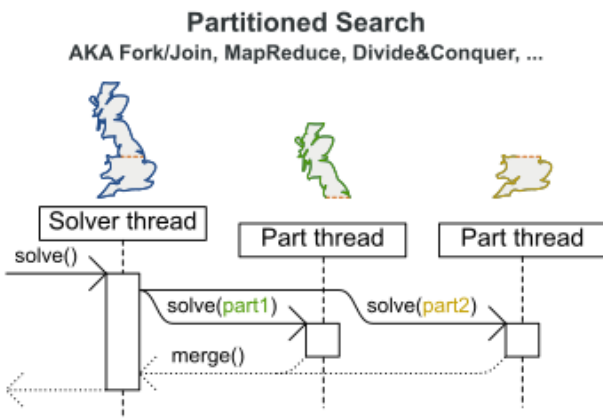 Partitioned Search
AKA Fork/Join, MapReduce, Divide&Conquer, ...
Solver thread
Part thread
Part thread
solve()
solve(part1)
solve(part2)
merge()